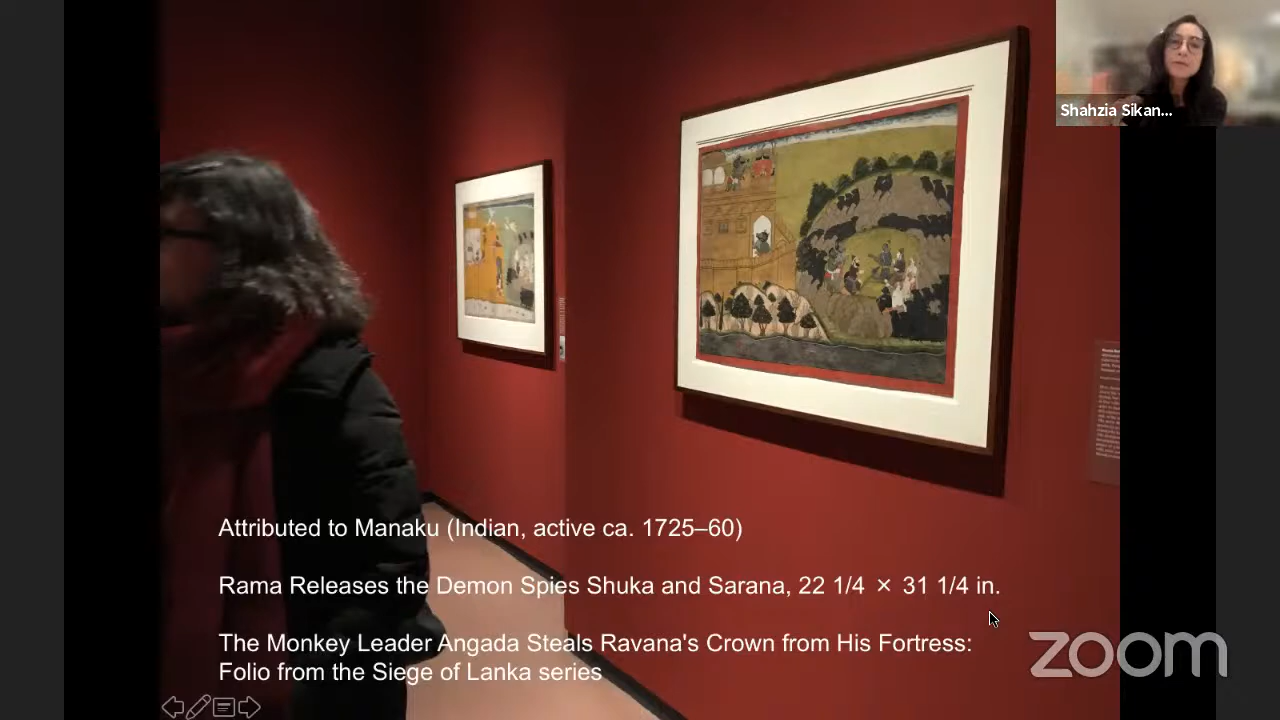 Shahzia Sikan...
Attributed to Manaku (Indian, active ca. 1725–60)
Rama Releases the Demon Spies Shuka and Sarana, 22 1/4 × 31 1/4 in.
The Monkey Leader Angada Steals Ravana's Crown from His Fortress:
Folio from the Siege of Lanka series
zoom